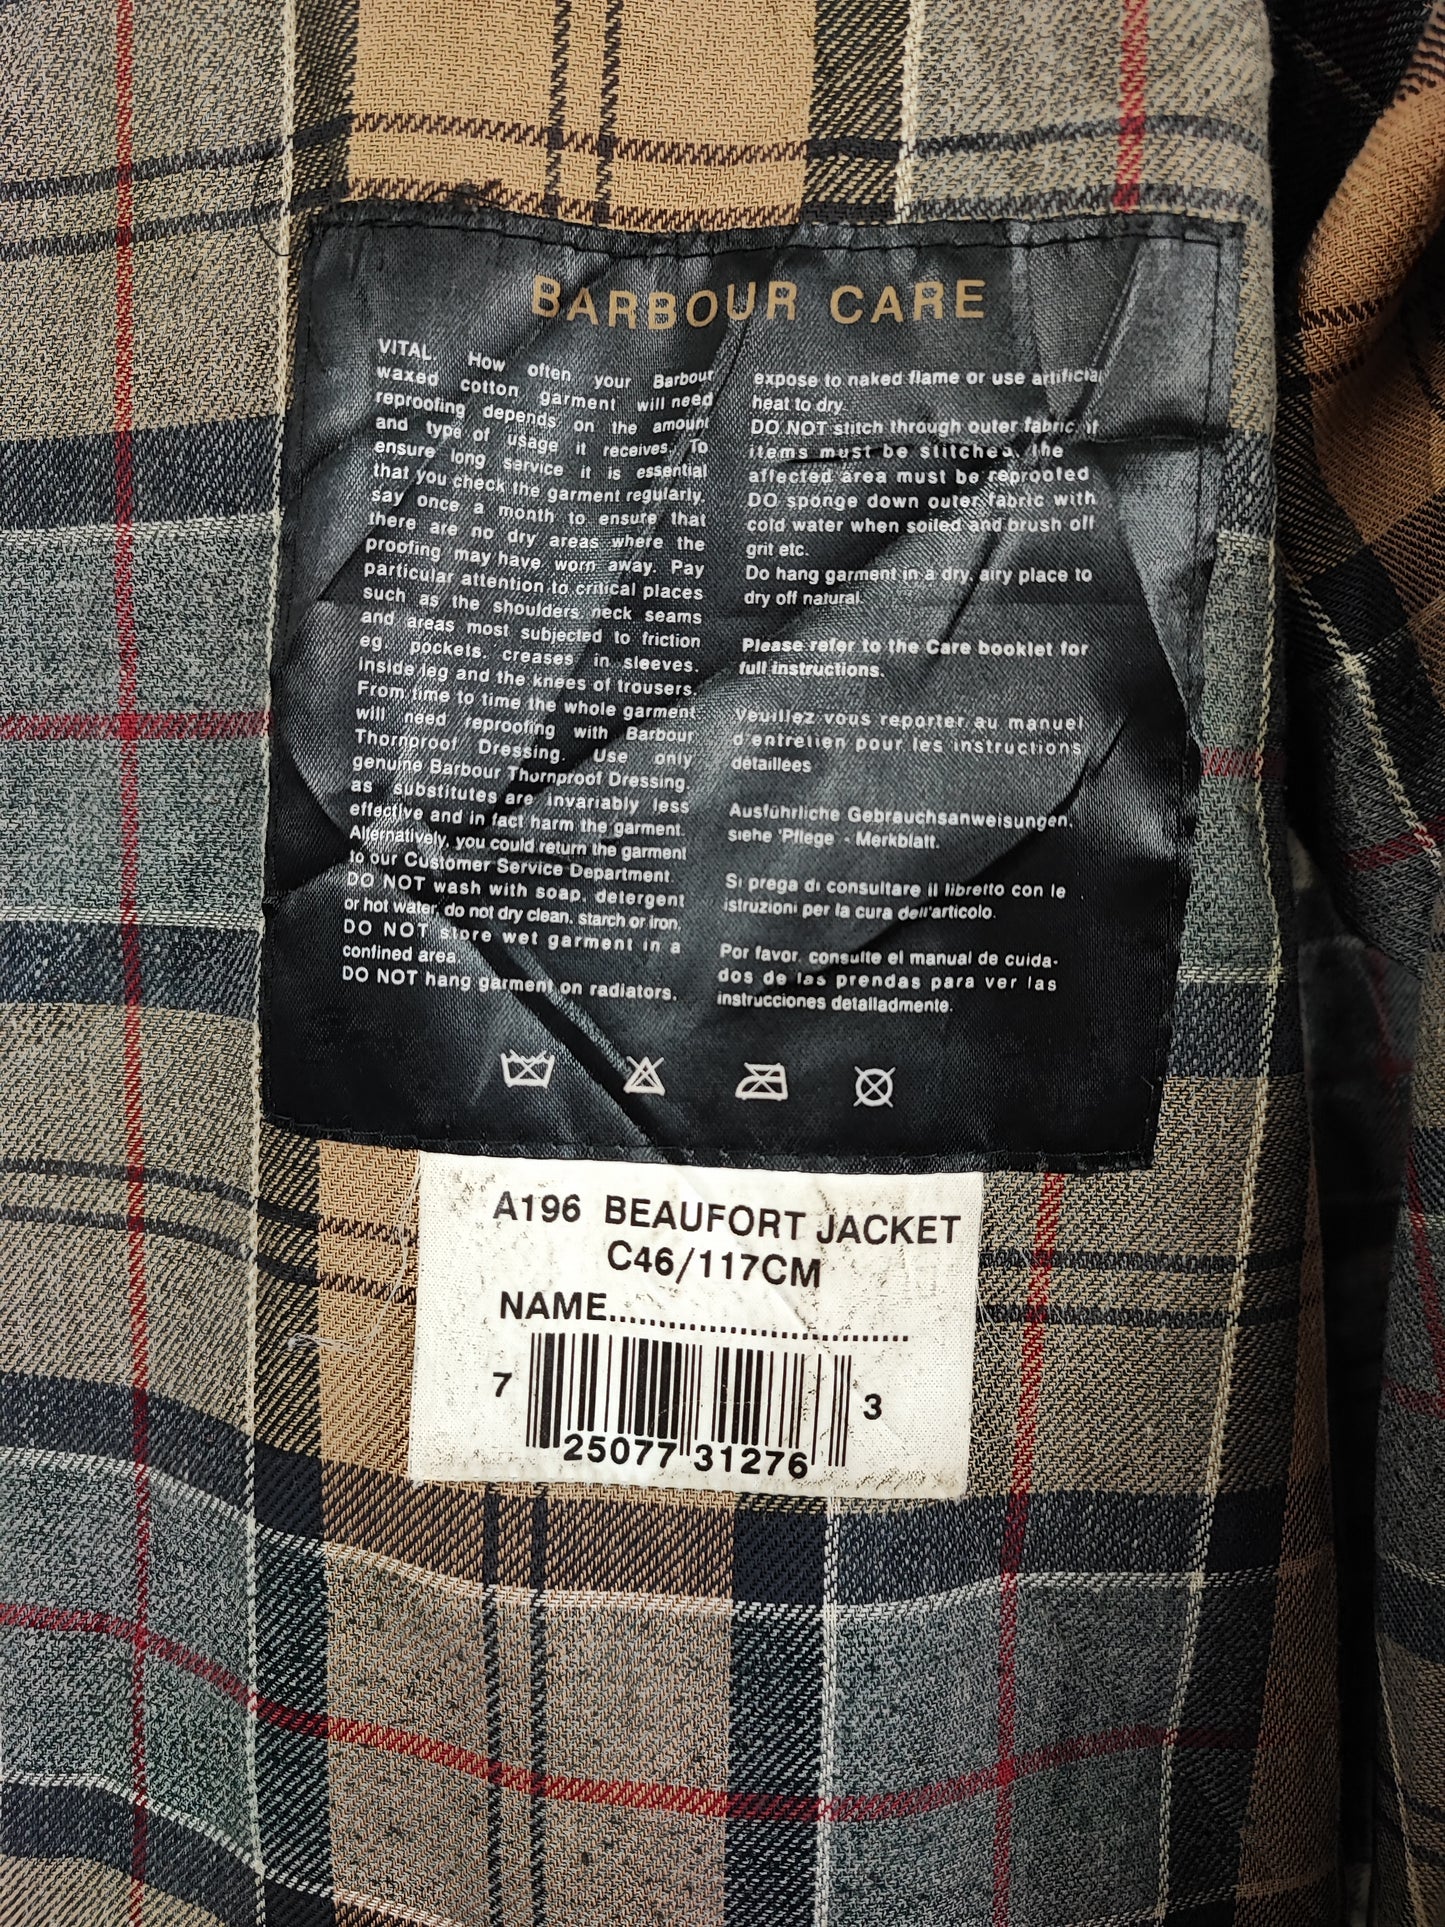 BARBOUR CARE
VITAL. How often your Barbour
waxed cotton garment will need
reproofing depends on the amount
and type of usage it receives. To
ensure long service it is essential
that you check the garment regularly,
say once a month to ensure that
there are no dry areas where the
proofing may have worn away. Pay
particular attention to critical places
such as the shoulders neck seams
and areas most subjected to friction
eg. pockets, creases in sleeves,
inside leg and the knees of trousers.
From time to time the whole garment
will need reproofing with Barbour
Thornproof Dressing. Use only
genuine Barbour Thornproof Dressing,
as substitutes are invariably less
effective and in fact harm the garment.
Alternatively, you could return the garment
to our Customer Service Department.
DO NOT wash with soap, detergent
or hot water, do not dry clean, starch or iron.
DO NOT store wet garment in a
confined area.
DO NOT hang garment on radiators,
expose to naked flame or use artificial
heat to dry.
DO NOT stitch through outer fabric, if
items must be stitched, the
affected area must be reproofed
DO sponge down outer fabric with
cold water when soiled and brush off
grit etc.
Do hang garment in a dry, airy place to
dry off natural.
Please refer to the Care booklet for
full instructions.
Veuillez vous reporter au manuel
d'entretien pour les instructions
detaillees
Ausführliche Gebrauchsanweisungen,
siehe 'Pflege - Merkblatt.
Si prega di consultare il libretto con le
istruzioni per la cura dell'articolo.
Por favor, consulte el manual de cuida-
dos de las prendas para ver las
instrucciones detalladmente.
A196 BEAUFORT JACKET
C46/117CM
NAME..............................
7 25077 31276 3